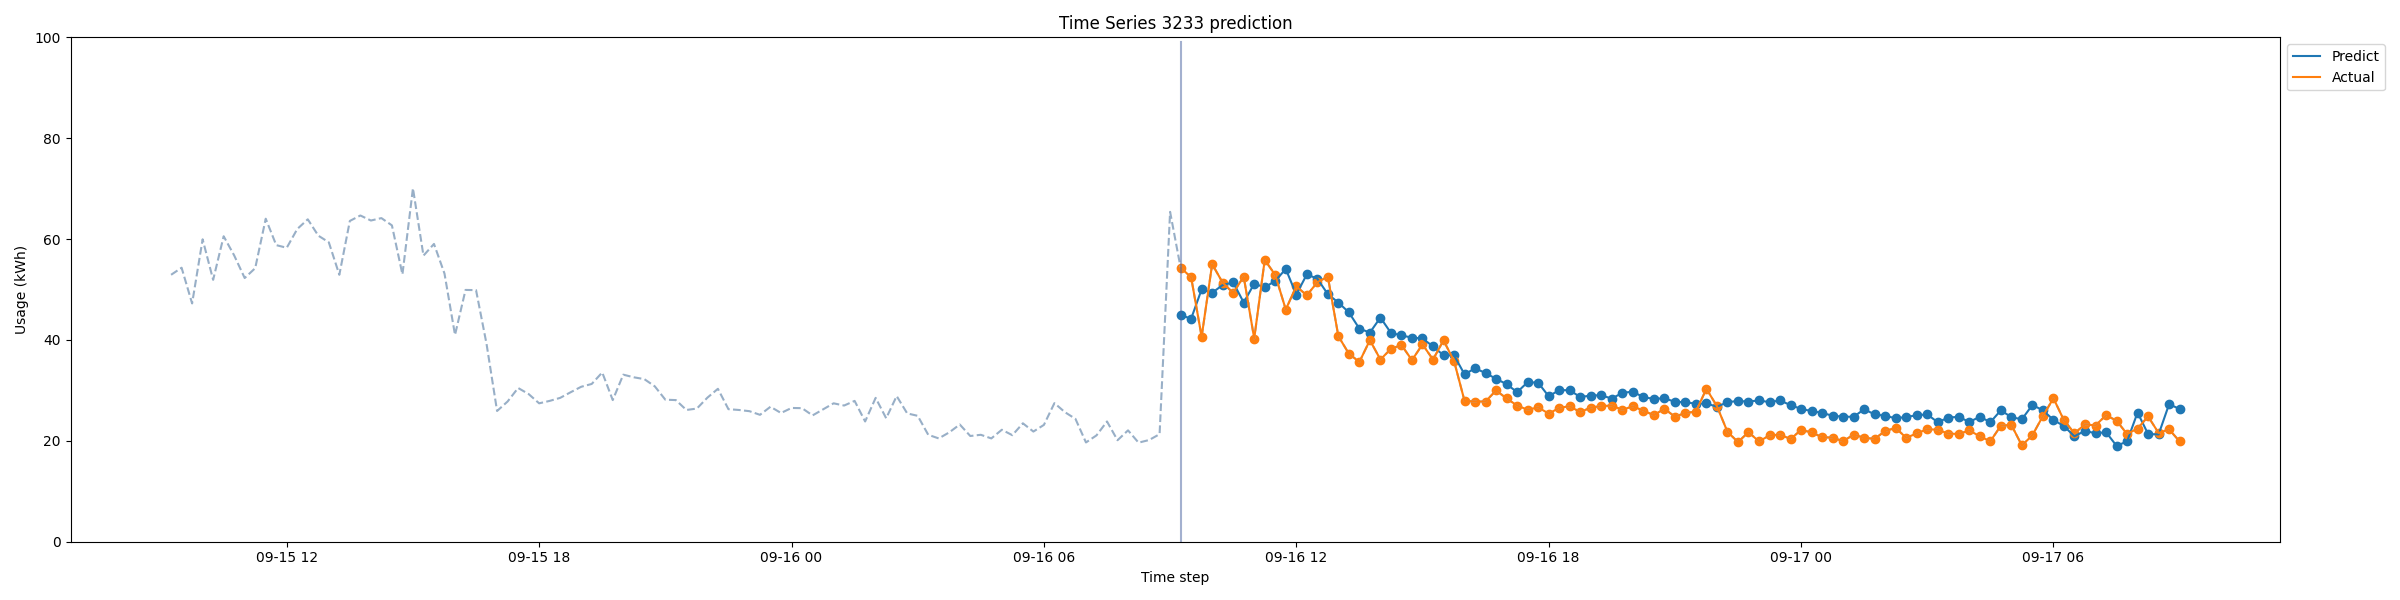 Time Series 3233 prediction
Predict
Actual
Usage (kWh)
100
80
60
40
20
0
09-15 12
09-15 18
09-16 00
09-16 06
09-16 12
09-16 18
09-17 00
09-17 06
Time step